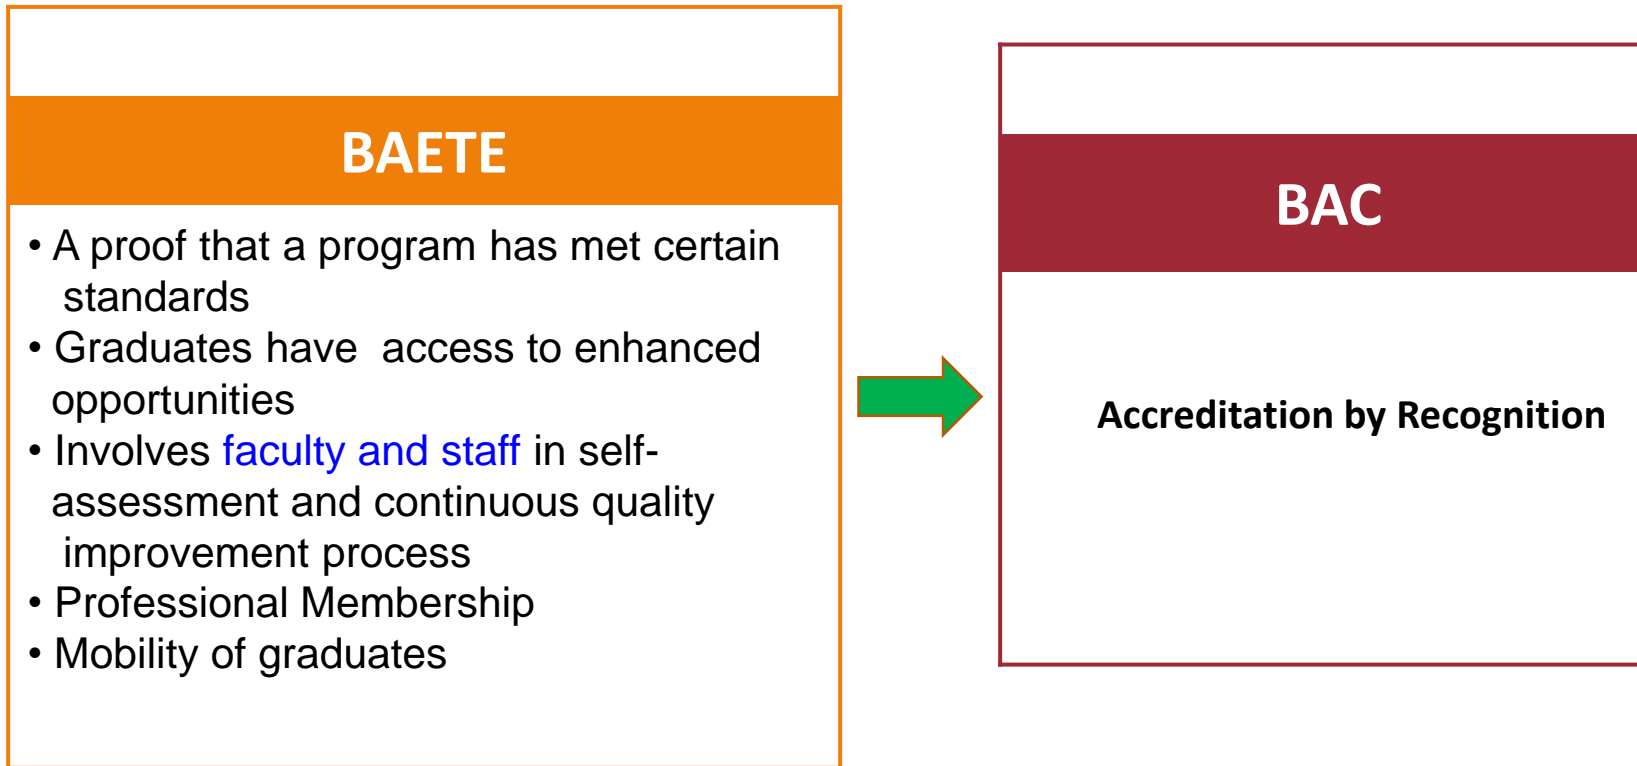 BAETE
• A proof that a program has met certain
standards
• Graduates have  access to enhanced
opportunities
• Involves faculty and staff in self-
assessment and continuous quality
improvement process
• Professional Membership
• Mobility of graduates
BAC
Accreditation by Recognition